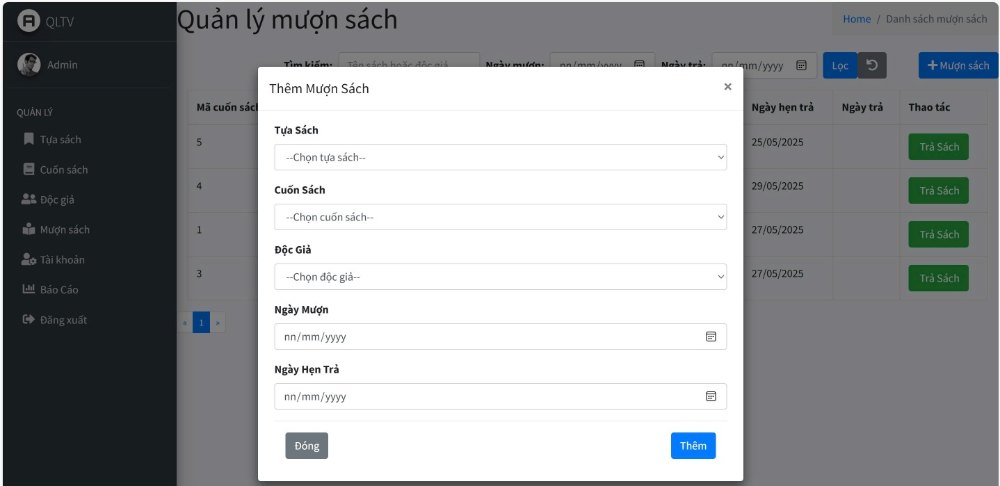 QLTV
Quản lý mượn sách
Home / Danh sách mượn sách
Admin
Tìm kiếm: Tên sách hoặc độc giả Ngày mượn: nn/mm/yyyy Ngày trả: nn/mm/yyyy Lọc Mượn sách
QUẢN LÝ
Tựa sách
Cuốn sách
Độc giả
Mượn sách
Tài khoản
Báo Cáo
Đăng xuất
Mã cuốn sách Ngày hẹn trả Ngày trả Thao tác
5 25/05/2025 Trả Sách
4 29/05/2025 Trả Sách
1 27/05/2025 Trả Sách
3 27/05/2025 Trả Sách
« 1 »
Thêm Mượn Sách ×
Tựa Sách
--Chọn tựa sách--
Cuốn Sách
--Chọn cuốn sách--
Độc Giả
--Chọn độc giả--
Ngày Mượn
nn/mm/yyyy
Ngày Hẹn Trả
nn/mm/yyyy
Đóng Thêm